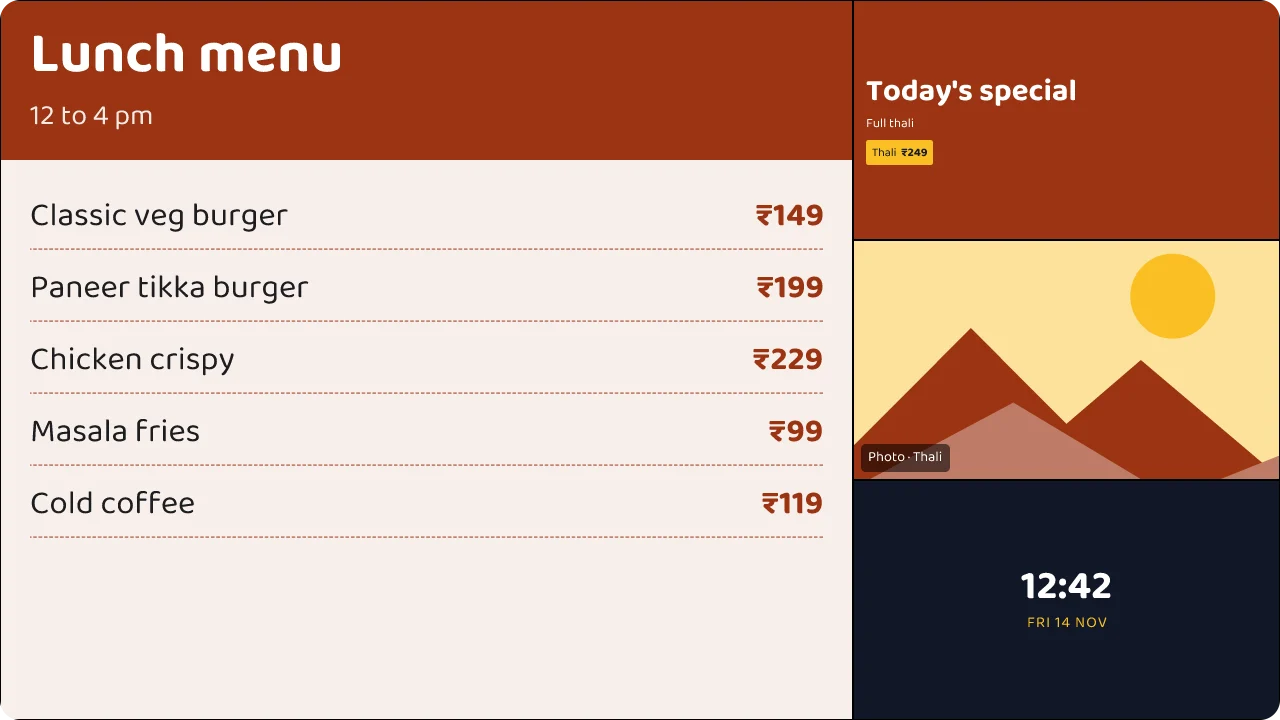 Lunch menu
12 to 4 pm
Classic veg burger ₹149
Paneer tikka burger ₹199
Chicken crispy ₹229
Masala fries ₹99
Cold coffee ₹119
Today's special
Full thali
Thali ₹249
Photo · Thali
12:42
FRI 14 NOV